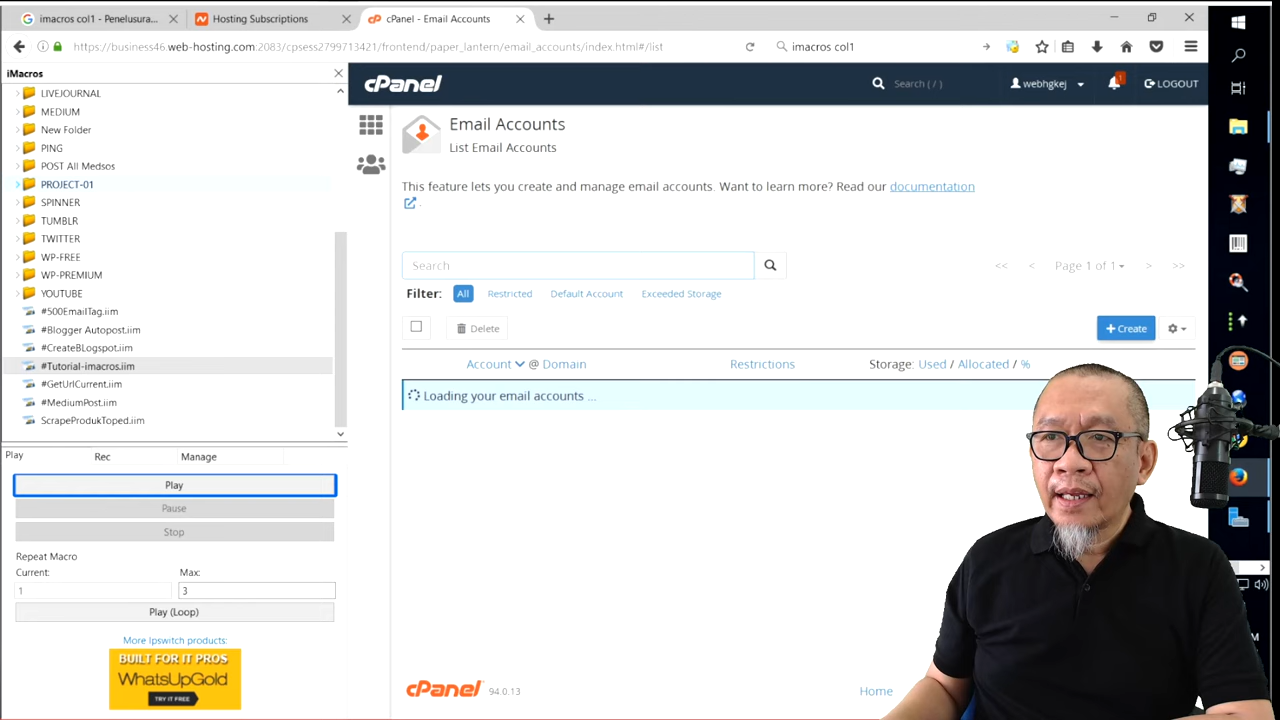 imacros col1 - Penelusura...
Hosting Subscriptions
cPanel - Email Accounts
https://business46.web-hosting.com:2083/cpsess2799713421/frontend/paper_lantern/email_accounts/index.html#/list
imacros col1
iMacros
LIVEJOURNAL
MEDIUM
New Folder
PING
POST All Medsos
PROJECT-01
SPINNER
TUMBLR
TWITTER
WP-FREE
WP-PREMIUM
YOUTUBE
#500EmailTag.iim
#Blogger Autopost.iim
#CreateBLogspot.iim
#Tutorial-imacros.iim
#GetUrlCurrent.iim
#MediumPost.iim
ScrapeProdukToped.iim
Play
Rec
Manage
Play
Pause
Stop
Repeat Macro
Current:
Max:
1
3
Play (Loop)
More Ipswitch products:
BUILT FOR IT PROS
WhatsUpGold
TRY IT FREE
cPanel
Search ( / )
webhgkej
1
LOGOUT
Email Accounts
List Email Accounts
This feature lets you create and manage email accounts. Want to learn more? Read our documentation
.
Search
<< < Page 1 of 1 > >>
Filter: All Restricted Default Account Exceeded Storage
Delete
+ Create
Account @ Domain
Restrictions
Storage: Used / Allocated / %
Loading your email accounts ...
cPanel 94.0.13
Home